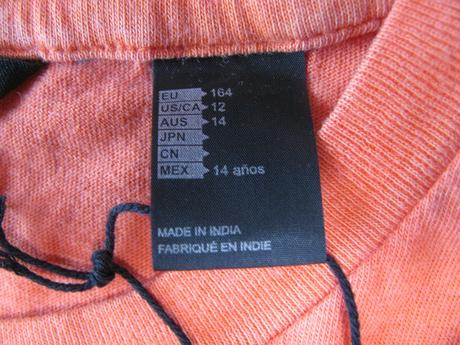 EU 164
US/CA 12
AUS 14
JPN
CN
MEX 14 años
MADE IN INDIA
FABRIQUÉ EN INDIE